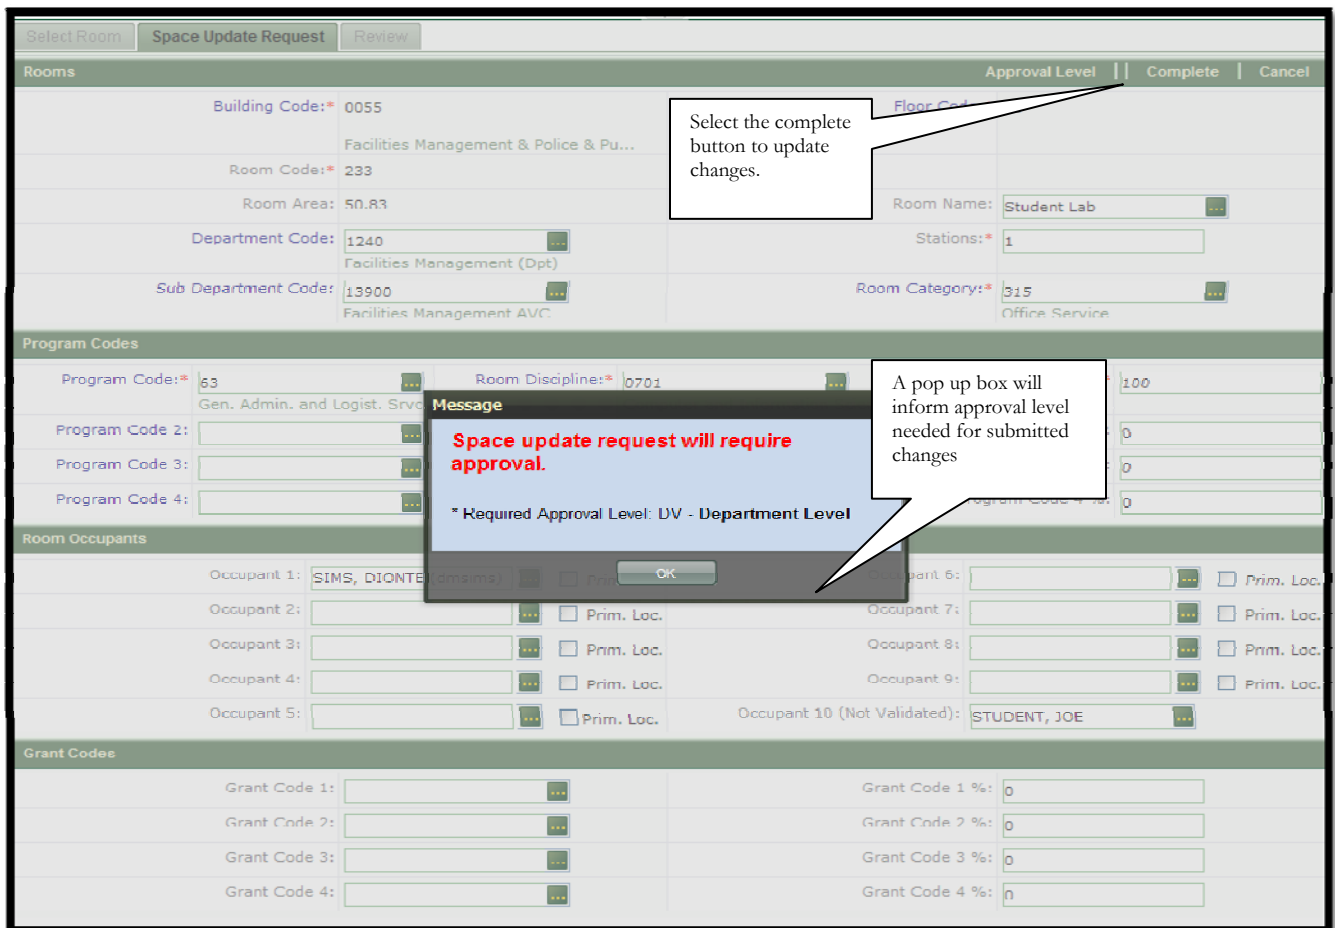 Select Room Space Update Request Review
Rooms Approval Level || Complete | Cancel
Building Code:* 0055
Select the complete
button to update
changes.
Facilities Management & Police & Pu...
Room Code:* 233
Room Area: 50.83 Room Name: Student Lab
Department Code: 1240 Stations:* 1
Facilities Management (Dpt)
Sub Department Code: 13900 Room Category:* 315
Facilities Management AVC Office Service
Program Codes
Program Code:* 63 Room Discipline:* 0701 * 100
Gen. Admin. and Logist. Srvc
A pop up box will
inform approval level
needed for submitted
changes
Message
Space update request will require
approval.
* Required Approval Level: DV - Department Level
OK
Program Code 2: 0
Program Code 3: 0
Program Code 4: 0
Room Occupants
Occupant 1: SIMS, DIONTE (dmsims) Occupant 6: Prim. Loc.
Occupant 2: Prim. Loc. Occupant 7: Prim. Loc.
Occupant 3: Prim. Loc. Occupant 8: Prim. Loc.
Occupant 4: Prim. Loc. Occupant 9: Prim. Loc.
Occupant 5: Prim. Loc. Occupant 10 (Not Validated): STUDENT, JOE
Grant Codes
Grant Code 1: Grant Code 1 %: 0
Grant Code 2: Grant Code 2 %: 0
Grant Code 3: Grant Code 3 %: 0
Grant Code 4: Grant Code 4 %: 0